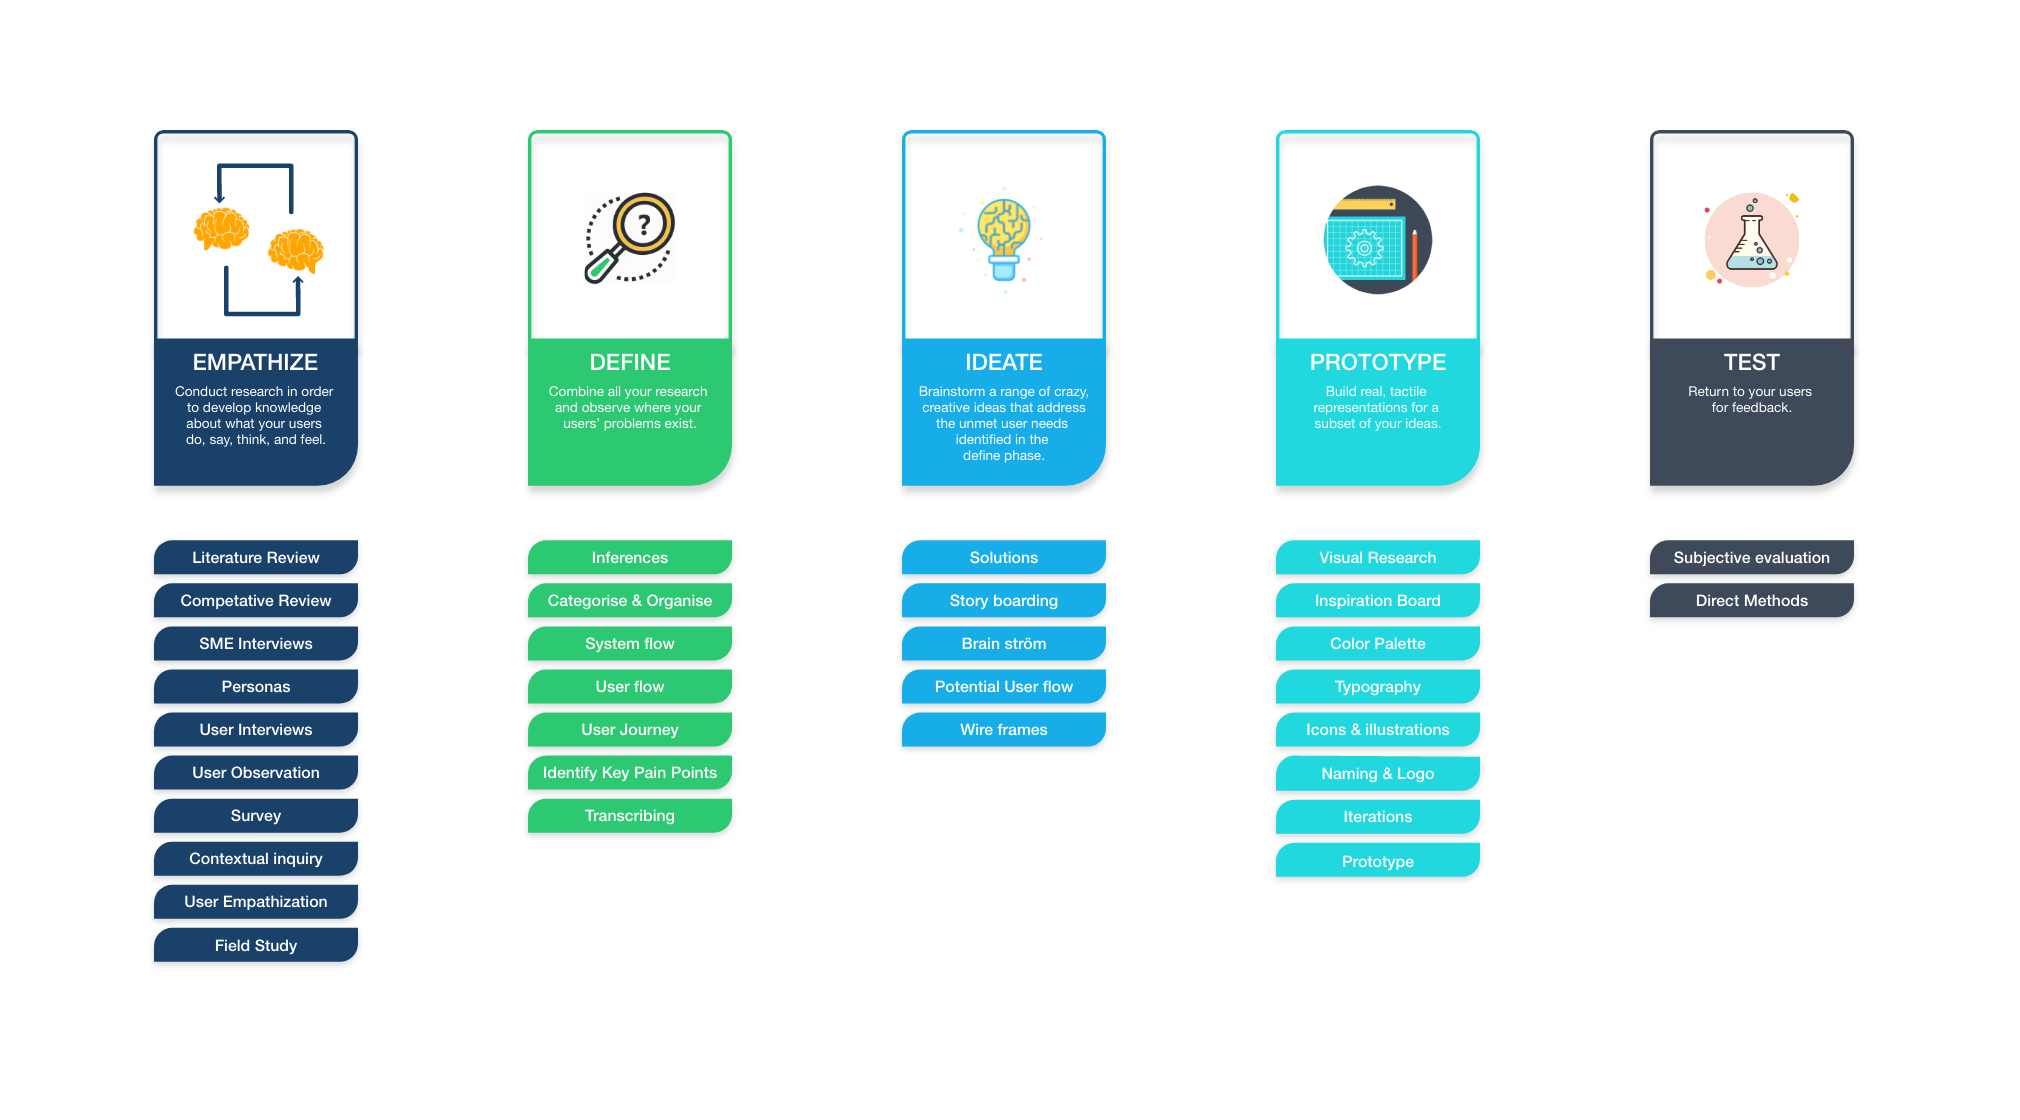 ?
EMPATHIZE
Conduct research in order
to develop knowledge
about what your users
do, say, think, and feel.
Literature Review
Competative Review
SME Interviews
Personas
User Interviews
User Observation
Survey
Contextual inquiry
User Empathization
Field Study
DEFINE
Combine all your research
and observe where your
users' problems exist.
Inferences
Categorise & Organise
System flow
User flow
User Journey
Identify Key Pain Points
Transcribing
IDEATE
Brainstorm a range of crazy,
creative ideas that address
the unmet user needs
identified in the
define phase.
Solutions
Story boarding
Brain ström
Potential User flow
Wire frames
PROTOTYPE
Build real, tactile
representations for a
subset of your ideas.
Visual Research
Inspiration Board
Color Palette
Typography
Icons & illustrations
Naming & Logo
Iterations
Prototype
TEST
Return to your users
for feedback.
Subjective evaluation
Direct Methods